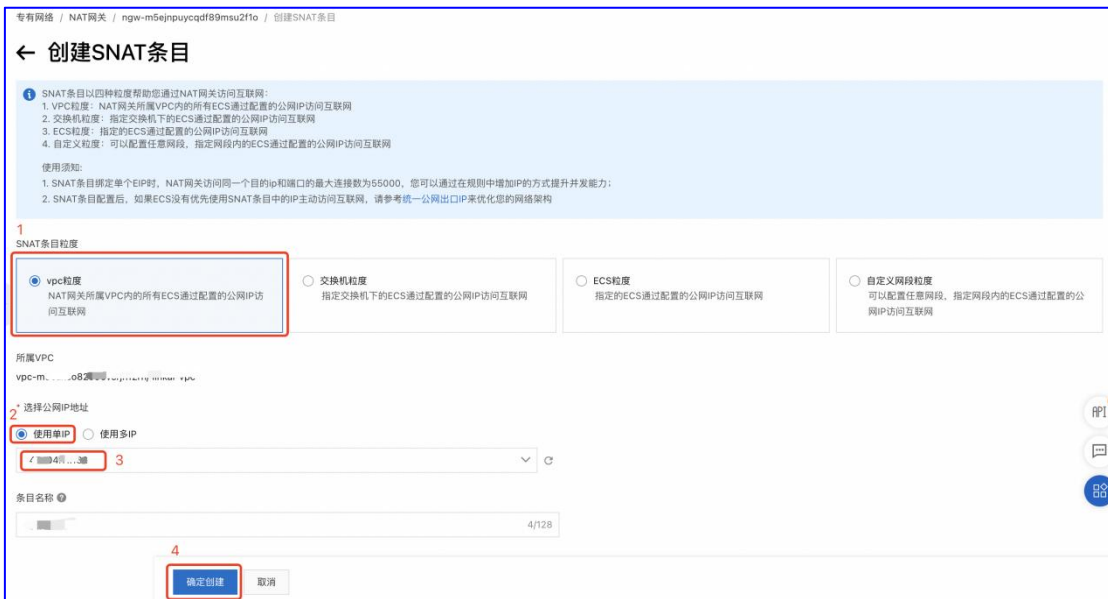 专有网络 / NAT网关 / ngw-m5ejnpuycqdf89msu2f1o / 创建SNAT条目
← 创建SNAT条目
SNAT条目以四种粒度帮助您通过NAT网关访问互联网：
1. VPC粒度：NAT网关所属VPC内的所有ECS通过配置的公网IP访问互联网
2. 交换机粒度：指定交换机下的ECS通过配置的公网IP访问互联网
3. ECS粒度：指定的ECS通过配置的公网IP访问互联网
4. 自定义粒度：可以配置任意网段，指定网段内的ECS通过配置的公网IP访问互联网
使用须知:
1. SNAT条目绑定单个EIP时，NAT网关访问同一个目的ip和端口的最大连接数为55000，您可以通过在规则中增加IP的方式提升并发能力；
2. SNAT条目配置后，如果ECS没有优先使用SNAT条目中的IP主动访问互联网，请参考统一公网出口IP来优化您的网络架构
1
SNAT条目粒度
vpc粒度
NAT网关所属VPC内的所有ECS通过配置的公网IP访
问互联网
交换机粒度
指定交换机下的ECS通过配置的公网IP访问互联网
ECS粒度
指定的ECS通过配置的公网IP访问互联网
自定义网段粒度
可以配置任意网段，指定网段内的ECS通过配置的公
网IP访问互联网
所属VPC
* 选择公网IP地址
2
使用单IP 使用多IP
3
条目名称
4/128
4
确定创建 取消
API